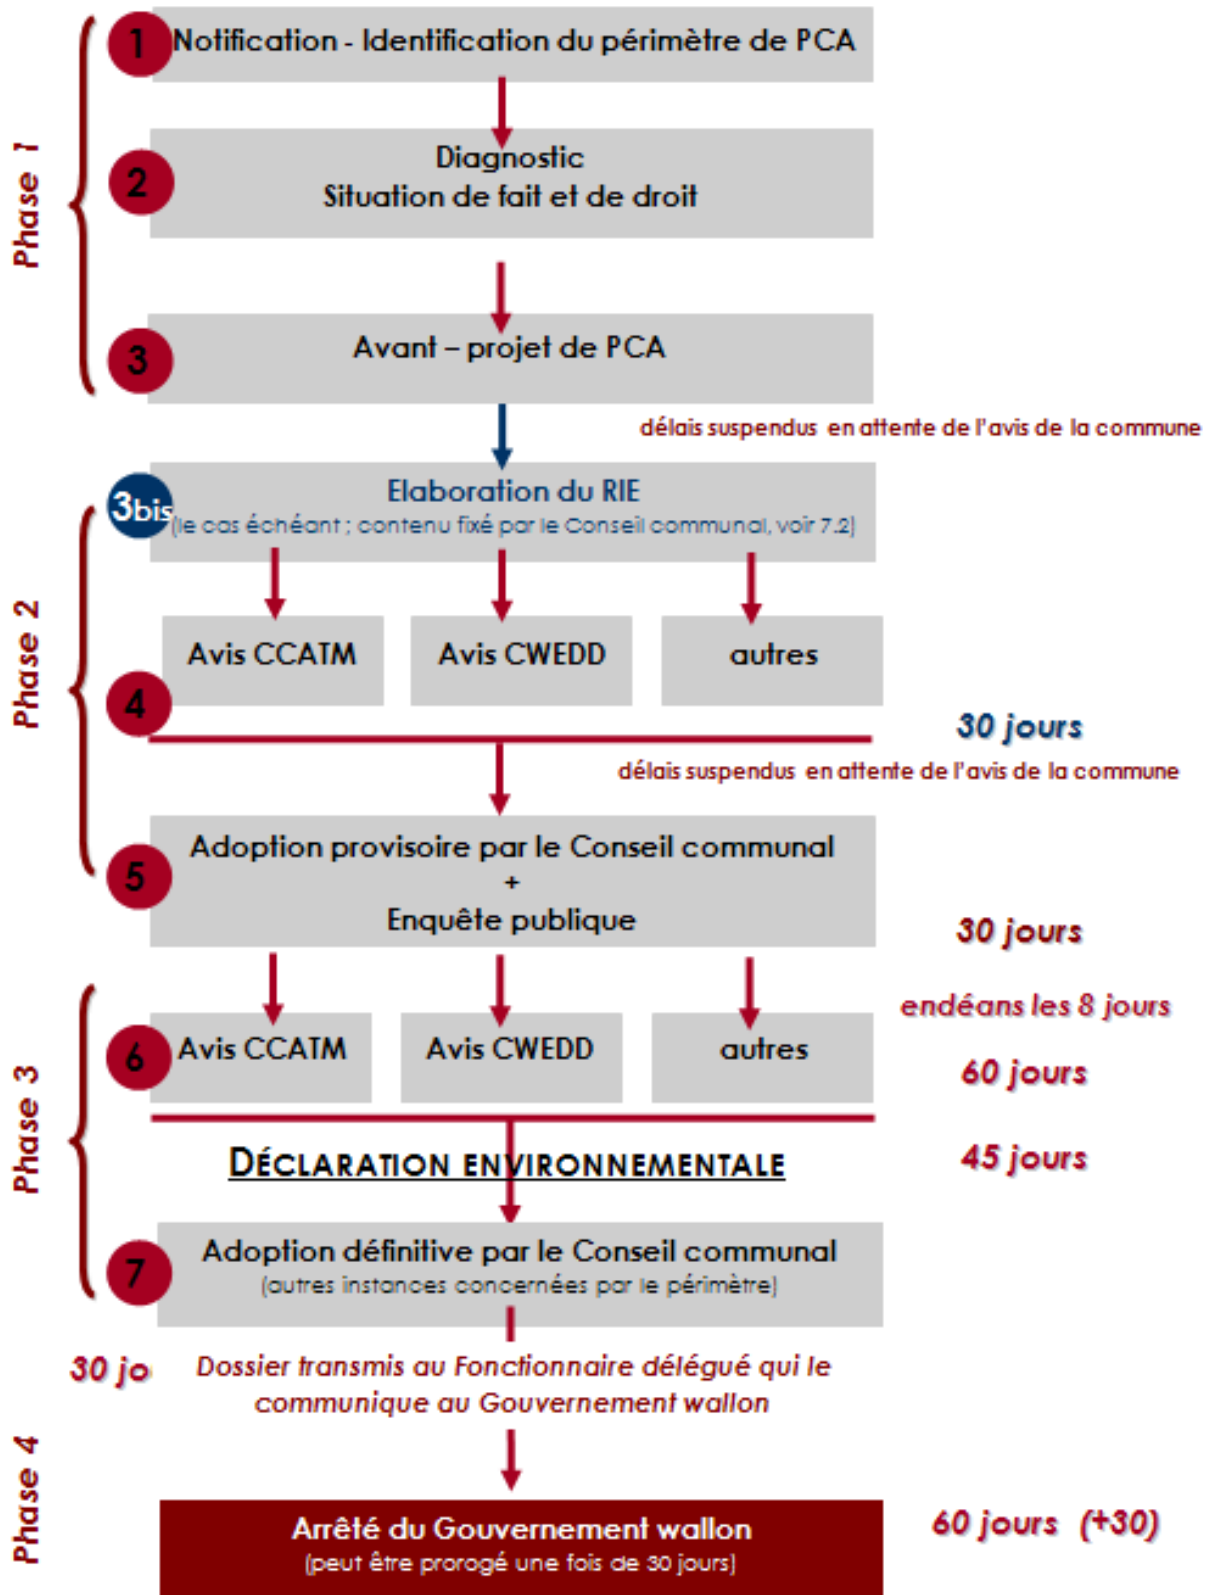 Phase 1
1
Notification - Identification du périmètre de PCA
2
Diagnostic
Situation de fait et de droit
3
Avant – projet de PCA
délais suspendus en attente de l'avis de la commune
Phase 2
3bis
Elaboration du RIE
(le cas échéant ; contenu fixé par le Conseil communal, voir 7.2)
Avis CCATM
Avis CWEDD
autres
4
30 jours
délais suspendus en attente de l'avis de la commune
5
Adoption provisoire par le Conseil communal
+
Enquête publique
30 jours
Phase 3
endéans les 8 jours
6
Avis CCATM
Avis CWEDD
autres
60 jours
DÉCLARATION ENVIRONNEMENTALE
45 jours
7
Adoption définitive par le Conseil communal
(autres instances concernées par le périmètre)
30 jo
Dossier transmis au Fonctionnaire délégué qui le
communique au Gouvernement wallon
Phase 4
Arrêté du Gouvernement wallon
(peut être prorogé une fois de 30 jours)
60 jours (+30)